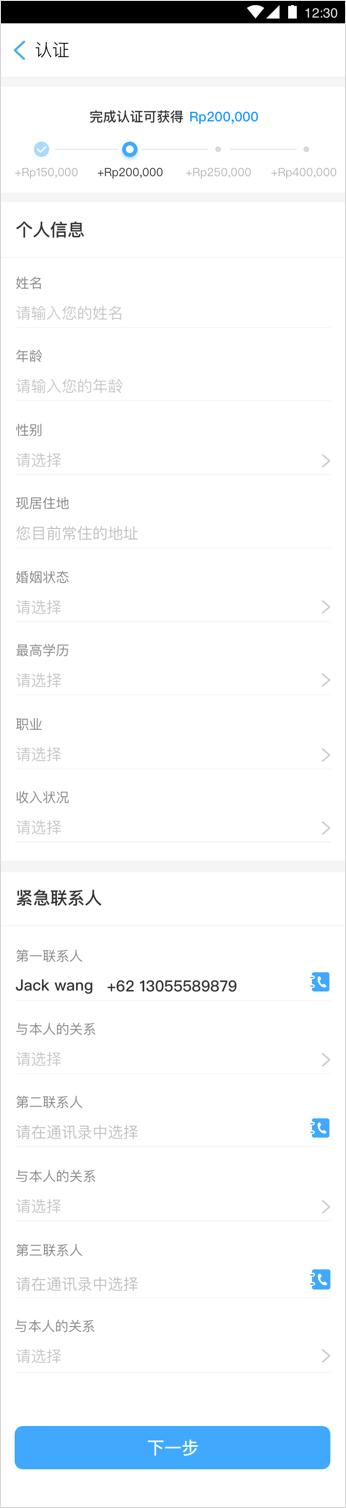 12:30
认证
完成认证可获得 Rp200,000
+Rp150,000 +Rp200,000 +Rp250,000 +Rp400,000
个人信息
姓名
请输入您的姓名
年龄
请输入您的年龄
性别
请选择
现居住地
您目前常住的地址
婚姻状态
请选择
最高学历
请选择
职业
请选择
收入状况
请选择
紧急联系人
第一联系人
Jack wang +62 13055589879
与本人的关系
请选择
第二联系人
请在通讯录中选择
与本人的关系
请选择
第三联系人
请在通讯录中选择
与本人的关系
请选择
下一步